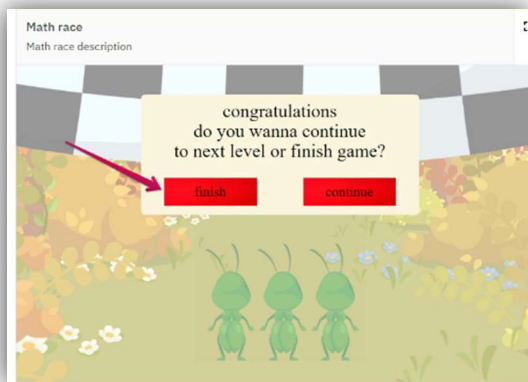 Math race
Math race description
congratulations
do you wanna continue
to next level or finish game?
finish
continue